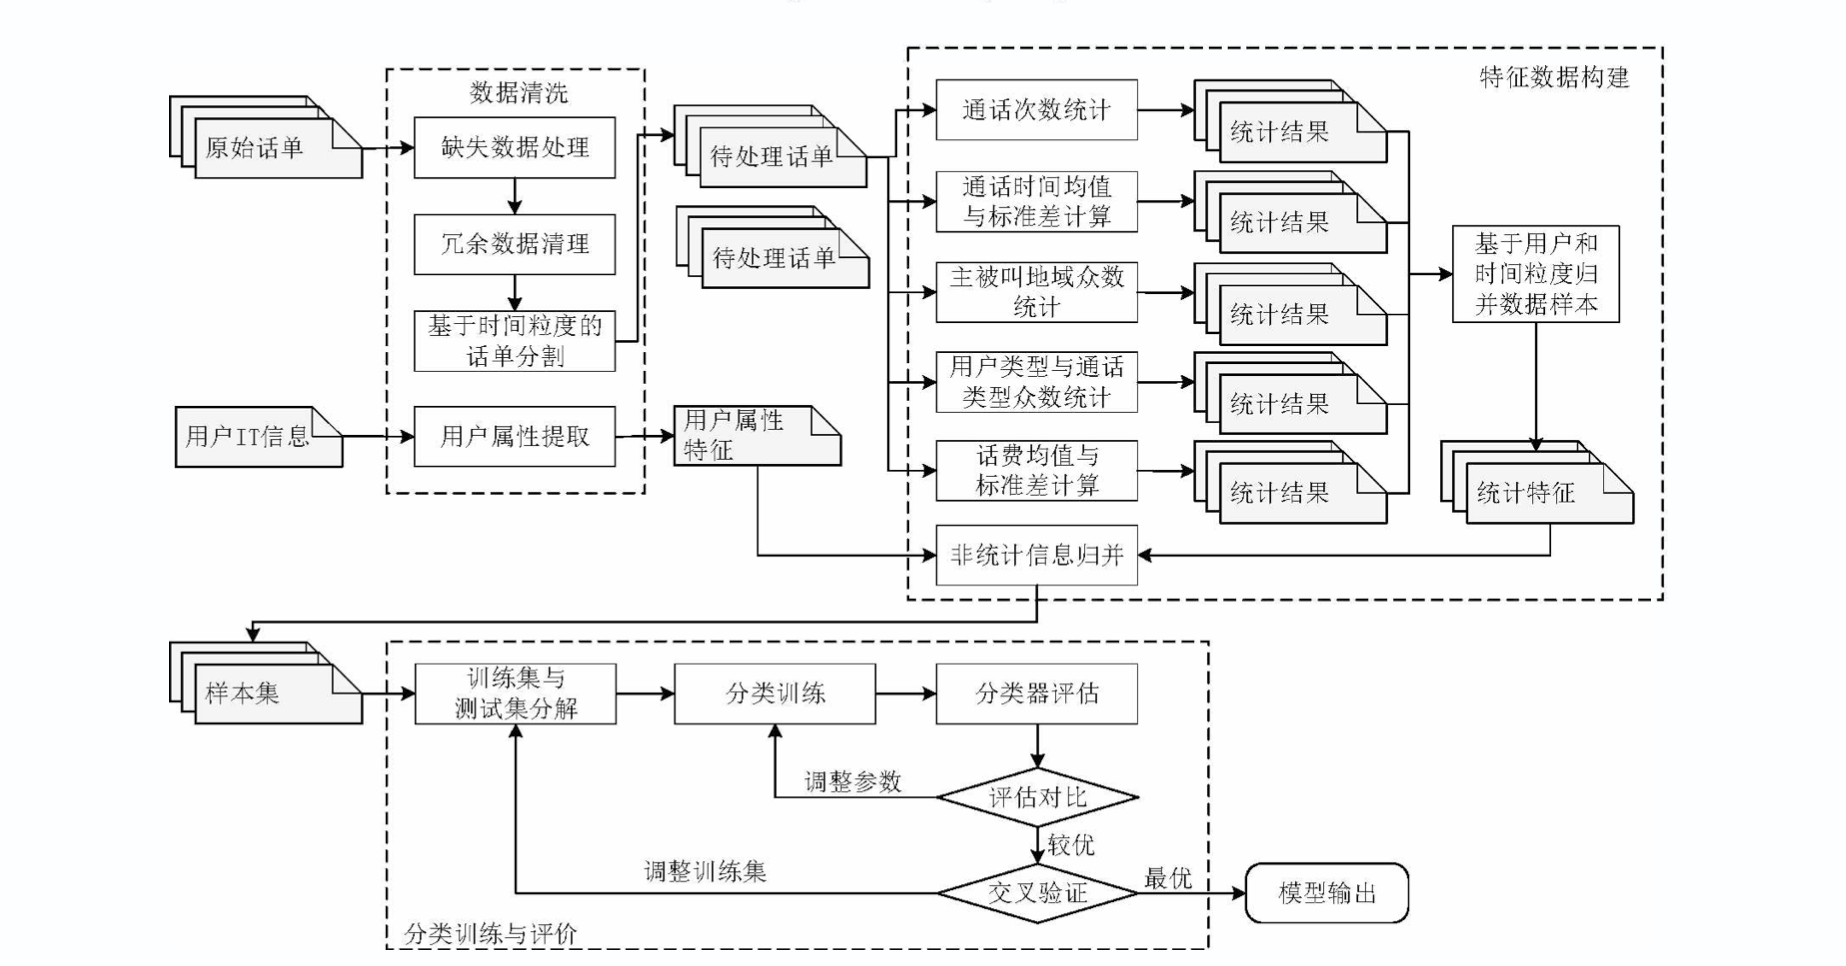 特征数据构建
数据清洗
原始话单
缺失数据处理
冗余数据清理
基于时间粒度的
话单分割
用户IT信息
用户属性提取
待处理话单
待处理话单
用户属性
特征
通话次数统计
统计结果
通话时间均值
与标准差计算
统计结果
主被叫地域众数
统计
统计结果
用户类型与通话
类型众数统计
统计结果
话费均值与
标准差计算
统计结果
基于用户和
时间粒度归
并数据样本
统计特征
非统计信息归并
样本集
训练集与
测试集分解
分类训练
分类器评估
调整参数
评估对比
较优
调整训练集
交叉验证
最优
模型输出
分类训练与评价